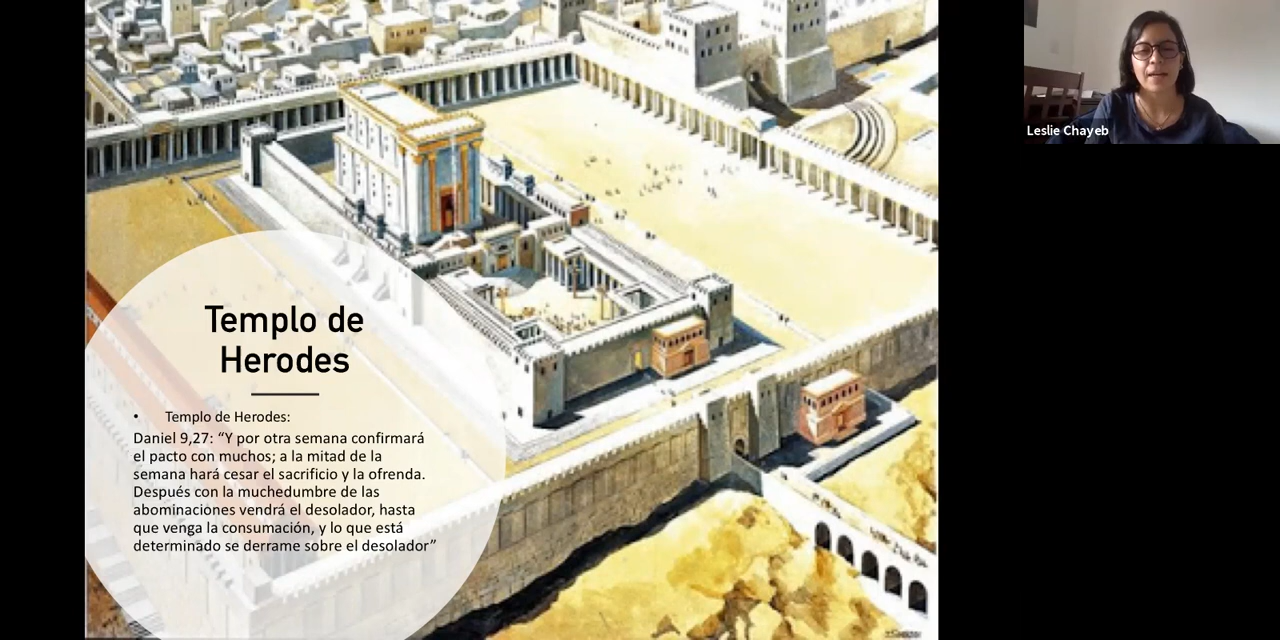 Leslie Chayeb
Templo de
Herodes
• Templo de Herodes:
Daniel 9,27: “Y por otra semana confirmará
el pacto con muchos; a la mitad de la
semana hará cesar el sacrificio y la ofrenda.
Después con la muchedumbre de las
abominaciones vendrá el desolador, hasta
que venga la consumación, y lo que está
determinado se derrame sobre el desolador”